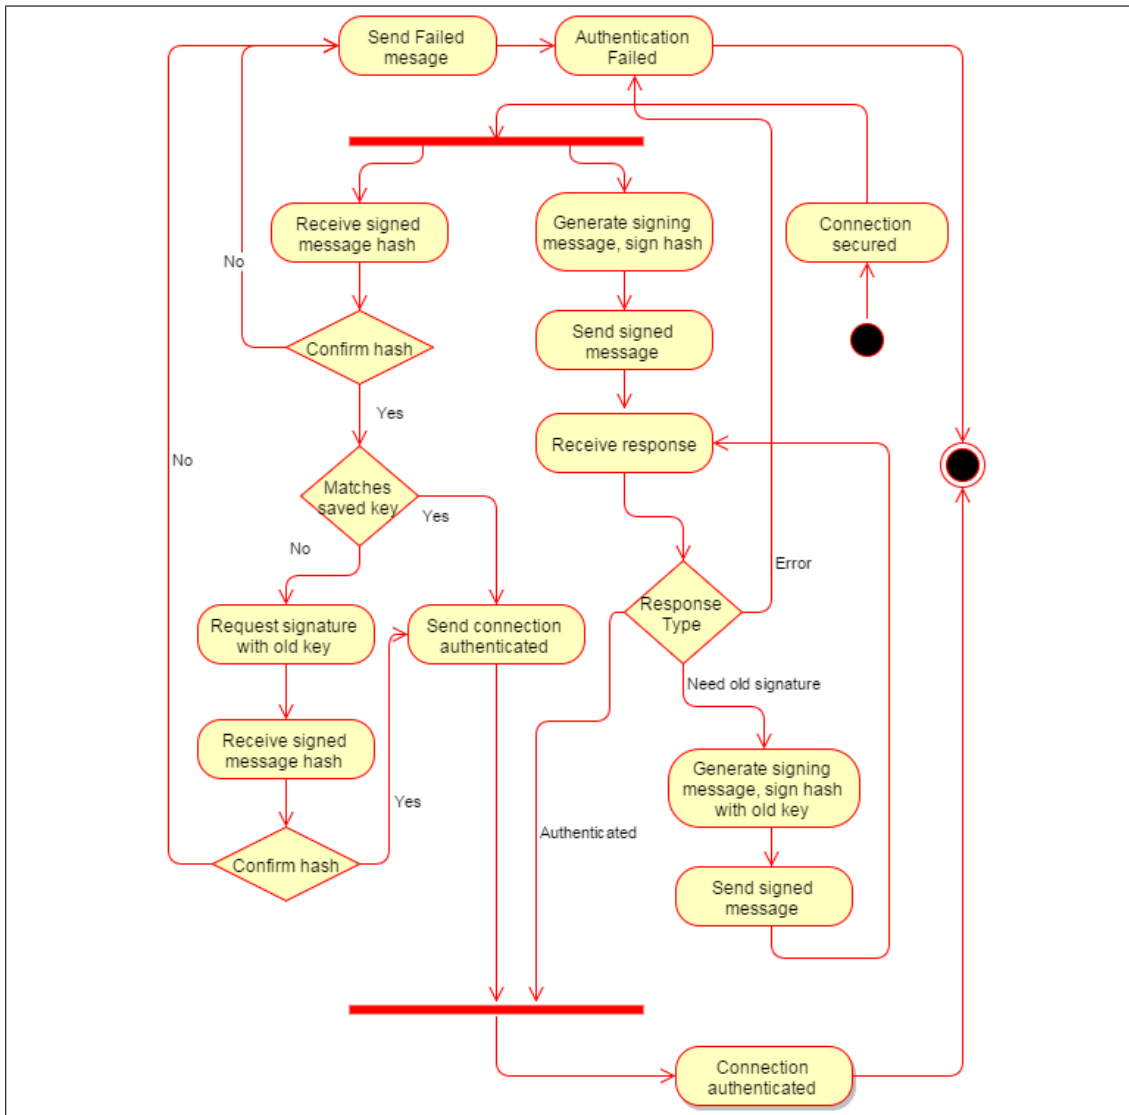 Send Failed
mesage
Authentication
Failed
Receive signed
message hash
Generate signing
message, sign hash
Connection
secured
No
Confirm hash
Send signed
message
Yes
Receive response
No
Matches
saved key
Yes
No
Error
Request signature
with old key
Send connection
authenticated
Response
Type
Need old signature
Receive signed
message hash
Generate signing
message, sign hash
with old key
Yes
Authenticated
Confirm hash
Send signed
message
Connection
authenticated